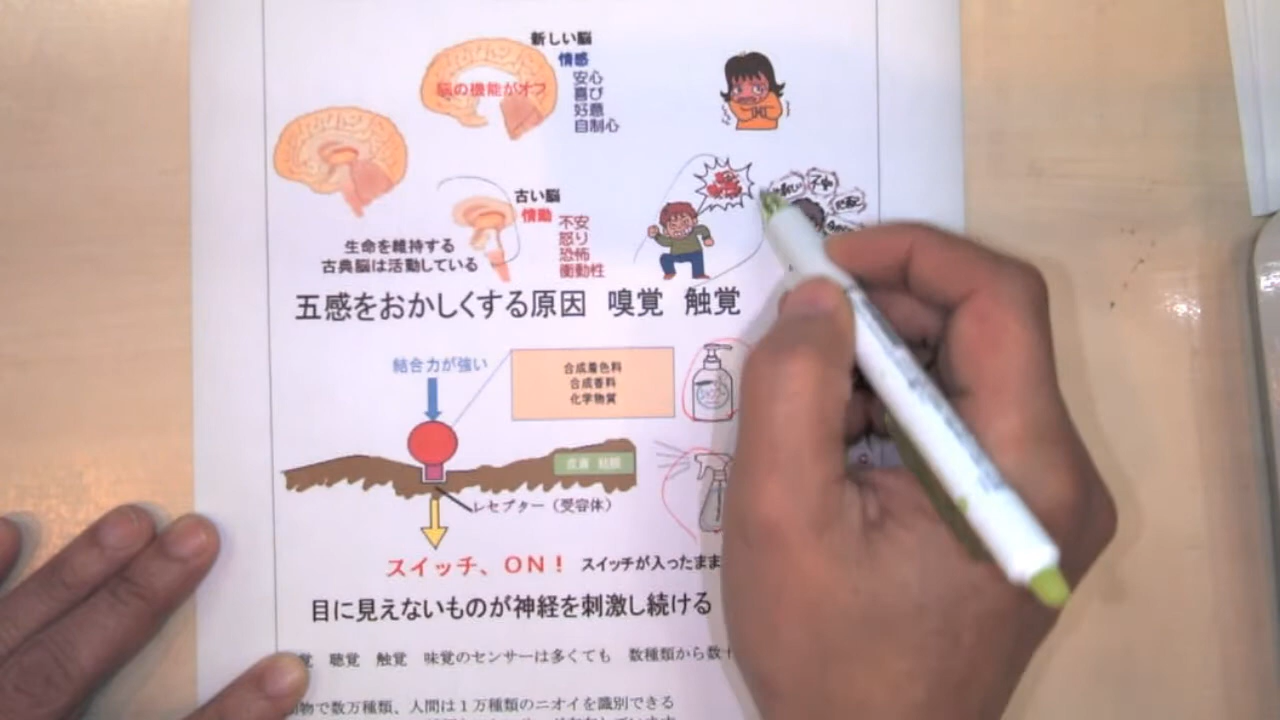 新しい脳
情感
脳の機能がオフ
安心
喜び
好意
自制心
古い脳
情動
不安
怒り
恐怖
衝動性
生命を維持する
古典脳は活動している
五感をおかしくする原因 嗅覚 触覚
結合力が強い
合成着色料
合成香料
化学物質
皮膚 粘膜
レセプター(受容体)
スイッチ、ON! スイッチが入ったまま
目に見えないものが神経を刺激し続ける
覚 聴覚 触覚 味覚のセンサーは多くても 数種類から数十
物で数万種類、人間は1万種類のニオイを識別できる